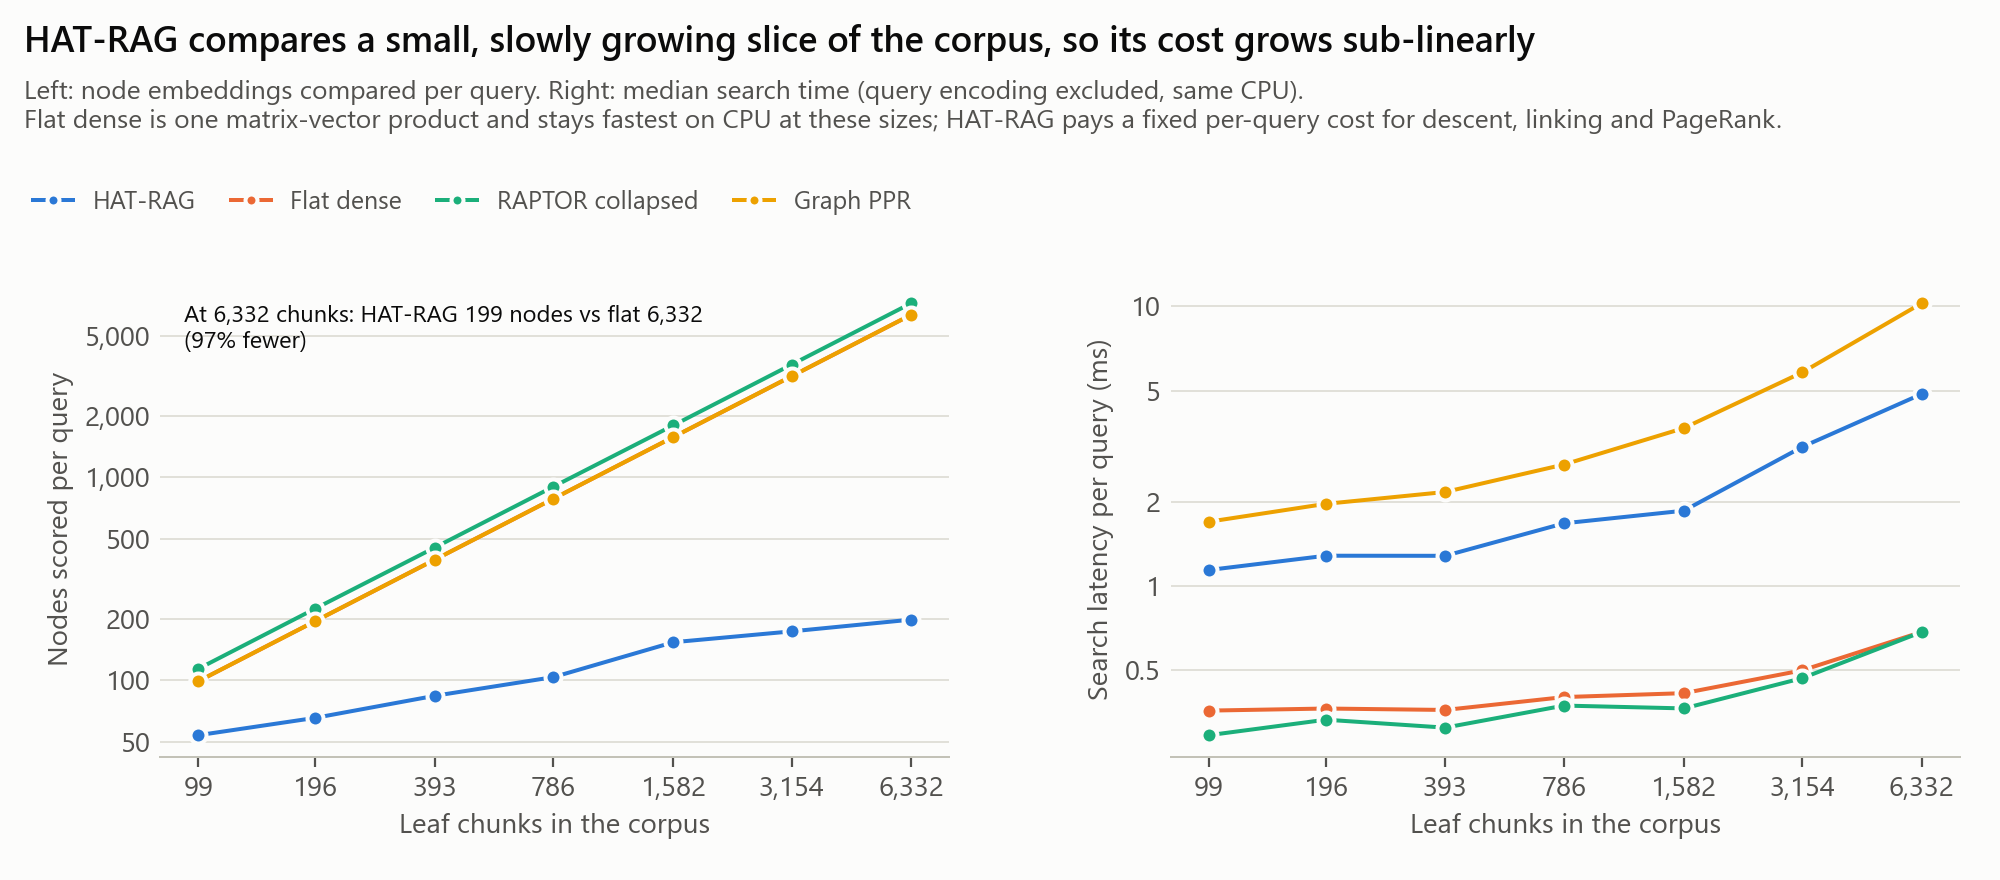 HAT-RAG compares a small, slowly growing slice of the corpus, so its cost grows sub-linearly
Left: node embeddings compared per query. Right: median search time (query encoding excluded, same CPU).
Flat dense is one matrix-vector product and stays fastest on CPU at these sizes; HAT-RAG pays a fixed per-query cost for descent, linking and PageRank.
HAT-RAG
Flat dense
RAPTOR collapsed
Graph PPR
At 6,332 chunks: HAT-RAG 199 nodes vs flat 6,332
(97% fewer)
Nodes scored per query
5,000
2,000
1,000
500
200
100
50
99
196
393
786
1,582
3,154
6,332
Leaf chunks in the corpus
Search latency per query (ms)
10
5
2
1
0.5
99
196
393
786
1,582
3,154
6,332
Leaf chunks in the corpus